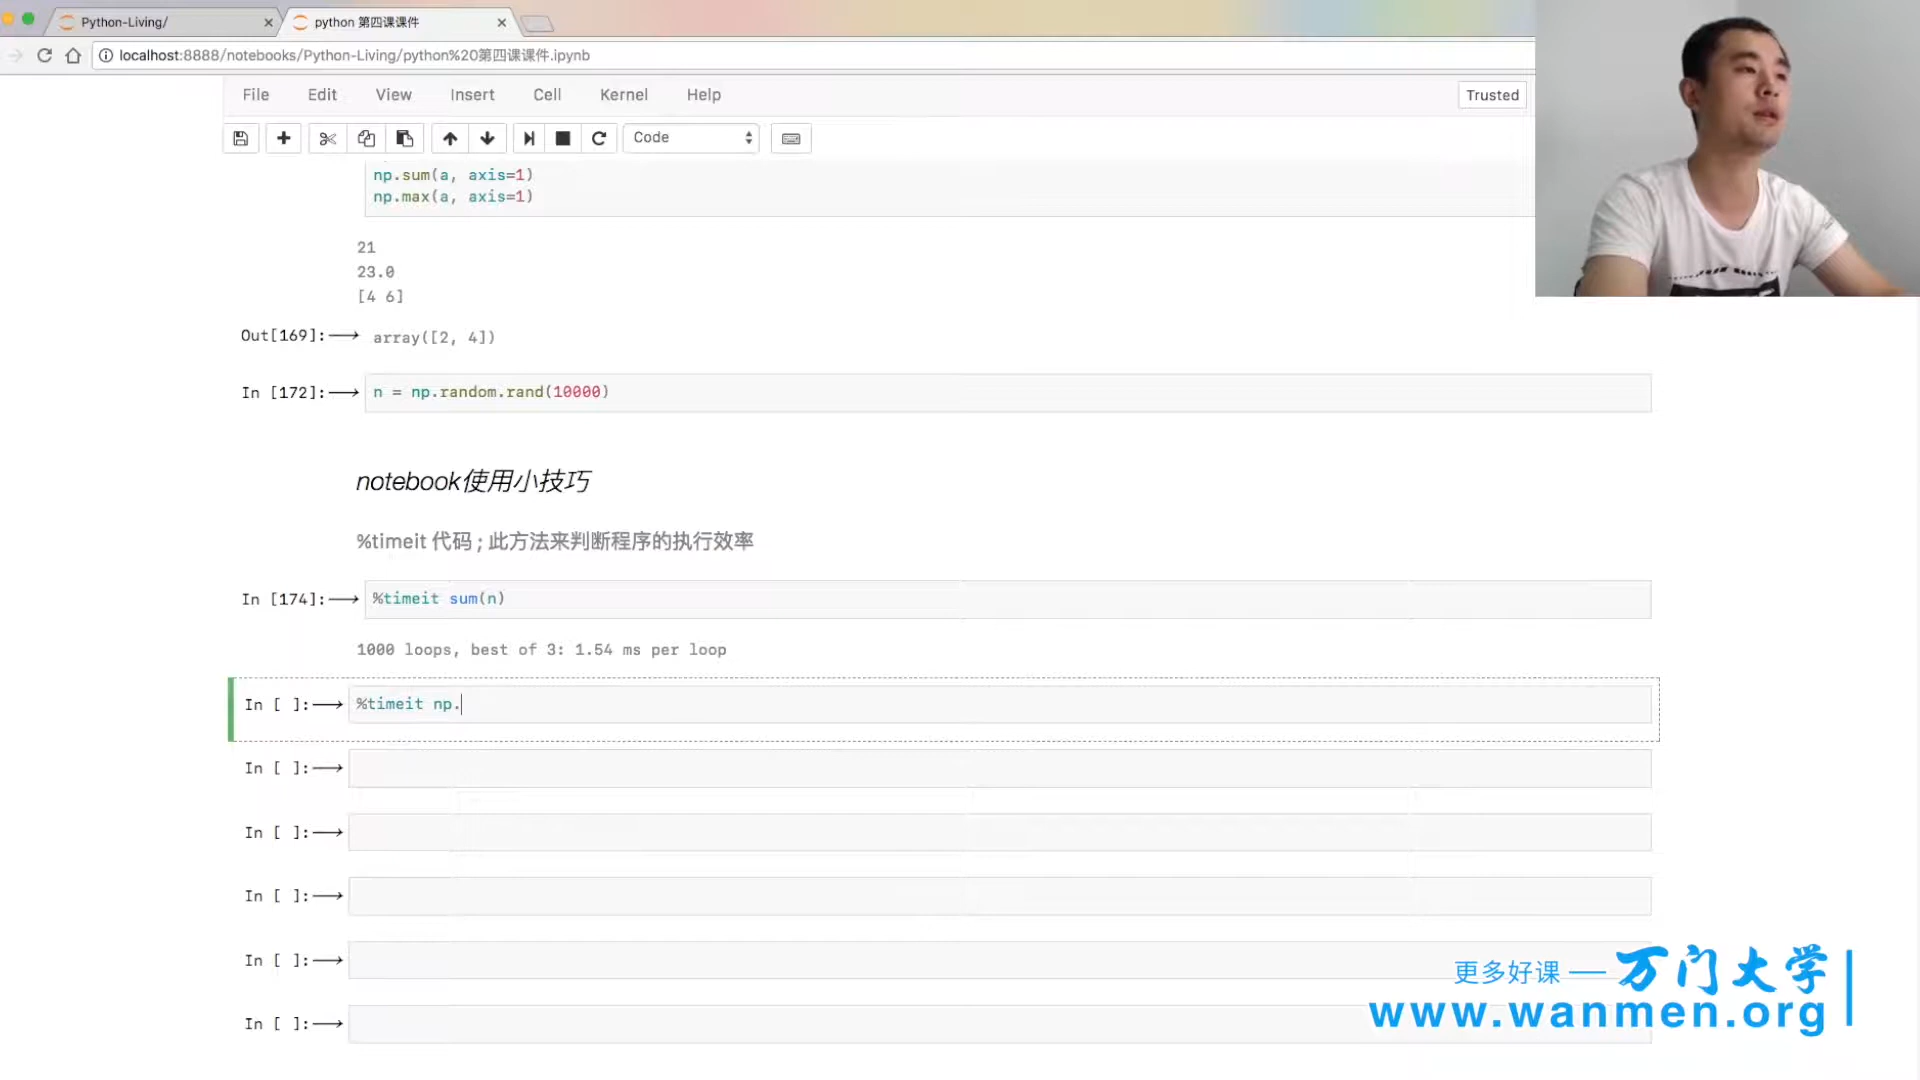 Python-Living/
python 第四课课件
localhost:8888/notebooks/Python-Living/python%20第四课课件.ipynb
File Edit View Insert Cell Kernel Help Trusted
Code
np.sum(a, axis=1)
np.max(a, axis=1)
21
23.0
[4 6]
Out[169]: array([2, 4])
In [172]: n = np.random.rand(10000)
notebook使用小技巧
%timeit 代码 ; 此方法来判断程序的执行效率
In [174]: %timeit sum(n)
1000 loops, best of 3: 1.54 ms per loop
In [ ]: %timeit np.
In [ ]:
In [ ]:
In [ ]:
In [ ]:
In [ ]:
更多好课 — 万门大学
www.wanmen.org